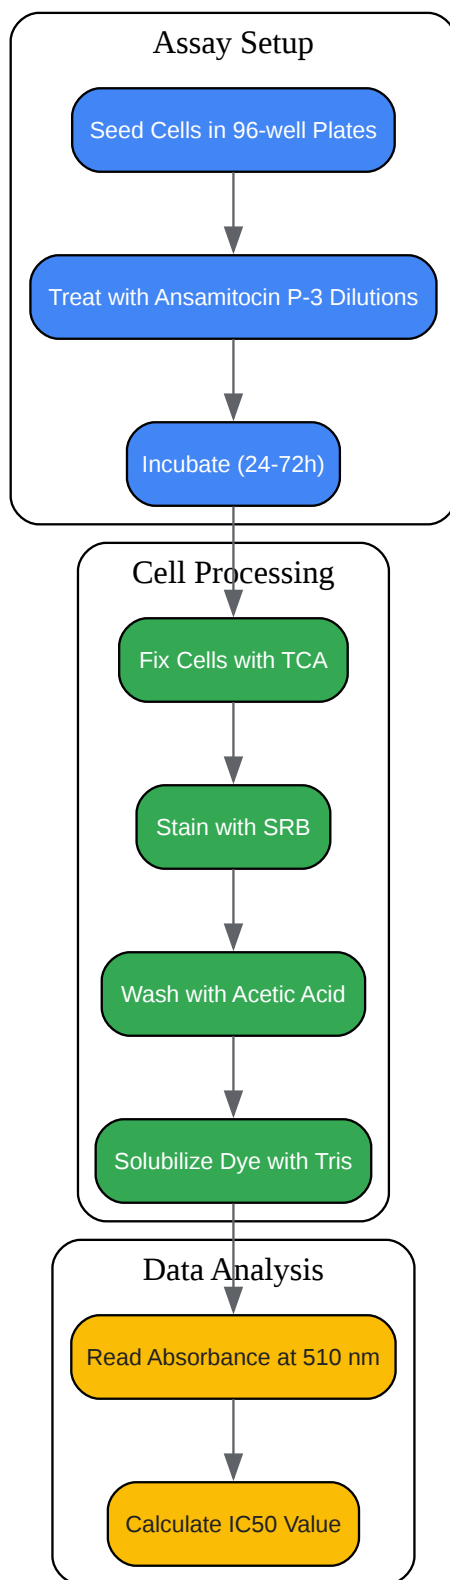 Assay Setup
Seed Cells in 96-well Plates
Treat with Ansamitocin P-3 Dilutions
Incubate (24-72h)
Cell Processing
Fix Cells with TCA
Stain with SRB
Wash with Acetic Acid
Solubilize Dye with Tris
Data Analysis
Read Absorbance at 510 nm
Calculate IC50 Value